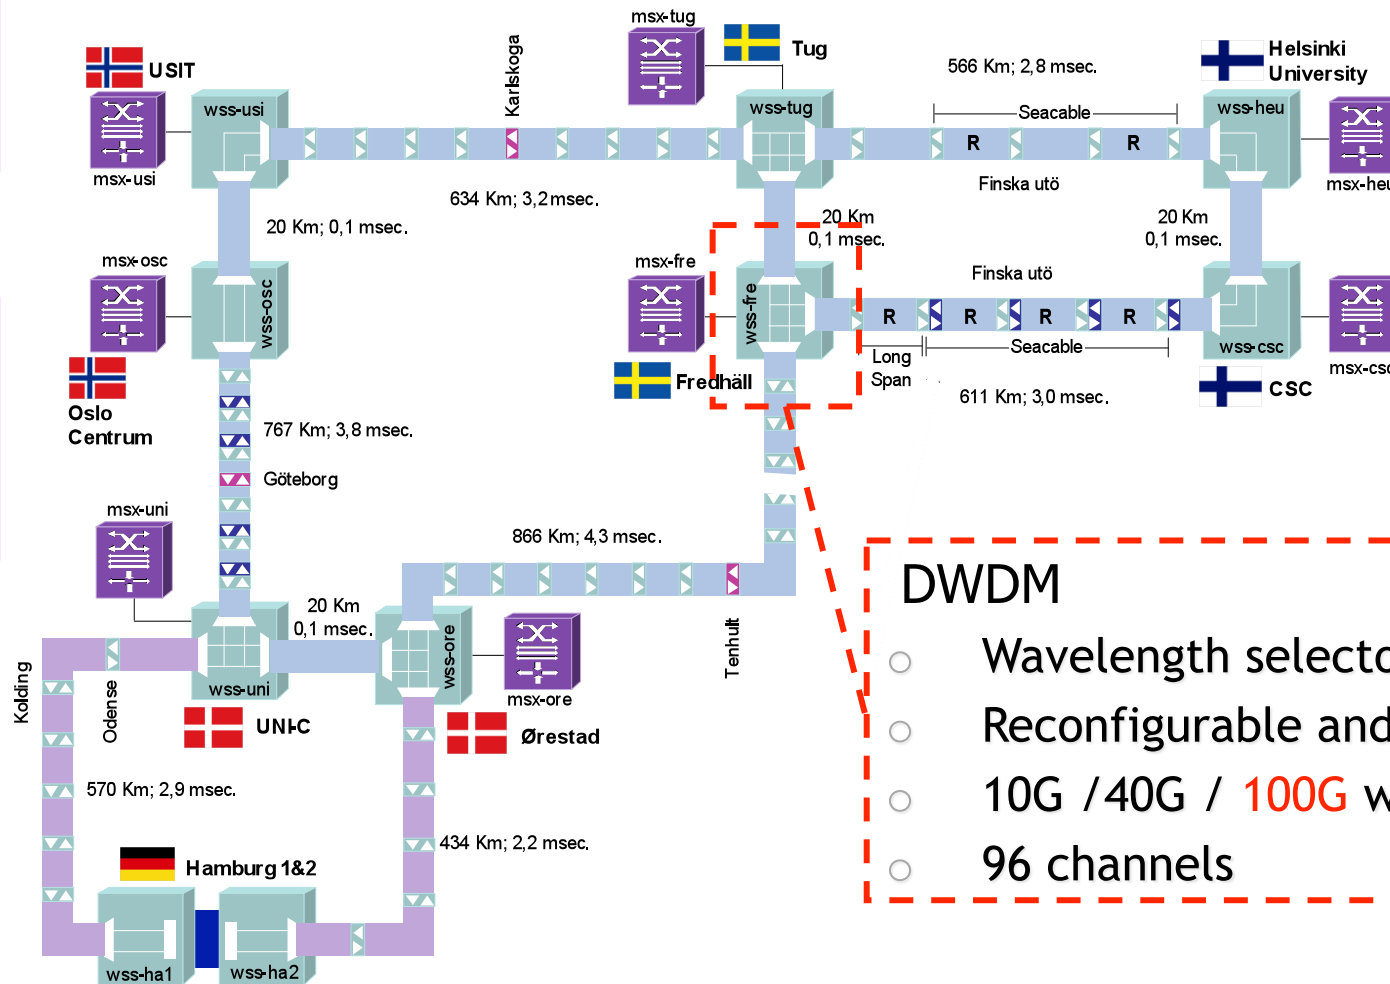 msx-tug
Tug
USIT
wss-usi
msx-usi
Karlskoga
634 Km; 3,2msec.
wss-tug
566 Km; 2,8 msec.
Seacable
R
R
Finska utö
Helsinki
University
wss-heu
msx-heu
20 Km; 0,1 msec.
20 Km
0,1 msec.
20 Km
0,1 msec.
msx-osc
wss-osc
Oslo
Centrum
msx-fre
wss-fre
Fredhäll
Finska utö
R
R
R
R
Long
Span
Seacable
611 Km; 3,0 msec.
wss-csc
msx-csc
CSC
767 Km; 3,8 msec.
Göteborg
msx-uni
866 Km; 4,3 msec.
Tenhult
20 Km
0,1 msec.
wss-uni
UNI-C
wss-ore
msx-ore
Ørestad
Kolding
Odense
570 Km; 2,9 msec.
434 Km; 2,2 msec.
Hamburg 1&2
wss-ha1
wss-ha2
DWDM
Wavelength
Reconfigurable and
10G /40G / 100G
96 channels